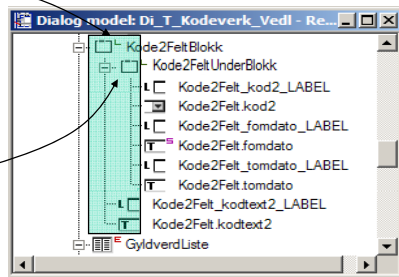 Dialog model: Di_T_Kodeverk_Vedl - Re...
Kode2FeltBlokk
Kode2FeltUnderBlokk
L Kode2Felt_kod2_LABEL
Kode2Felt.kod2
L Kode2Felt_fomdato_LABEL
T S Kode2Felt.fomdato
L Kode2Felt_tomdato_LABEL
T Kode2Felt.tomdato
L Kode2Felt_kodtext2_LABEL
T Kode2Felt.kodtext2
E GyldverdListe